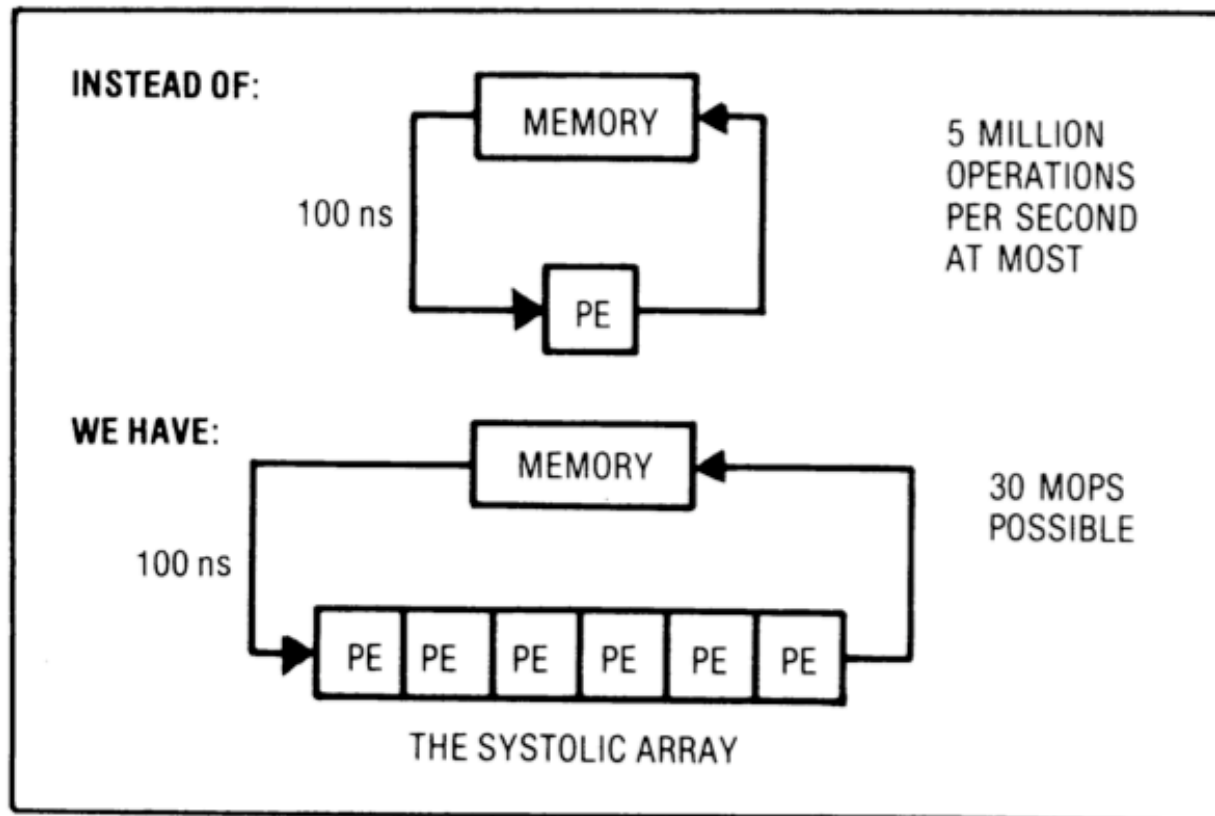 INSTEAD OF:
MEMORY
100 ns
PE
5 MILLION
OPERATIONS
PER SECOND
AT MOST
WE HAVE:
MEMORY
100 ns
PE PE PE PE PE PE
THE SYSTOLIC ARRAY
30 MOPS
POSSIBLE